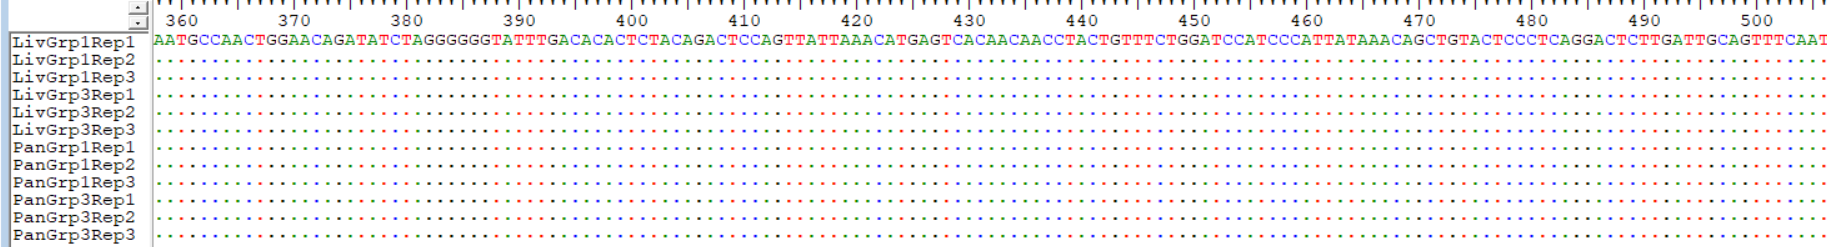 360 370 380 390 400 410 420 430 440 450 460 470 480 490 500
LivGrp1Rep1 AATGCCAACTGGAACAGATATCTAGGGGGGTATTTGACACACTCTACAGACTCCAGTTATTAAACATGAGTCACAACAACCTACTGTTTCTGGATCCATCCCATTATAAACAGCTGTACTCCCTCAGGACTCTTGATTGCAGTTTCAAT
LivGrp1Rep2
LivGrp1Rep3
LivGrp3Rep1
LivGrp3Rep2
LivGrp3Rep3
PanGrp1Rep1
PanGrp1Rep2
PanGrp1Rep3
PanGrp3Rep1
PanGrp3Rep2
PanGrp3Rep3